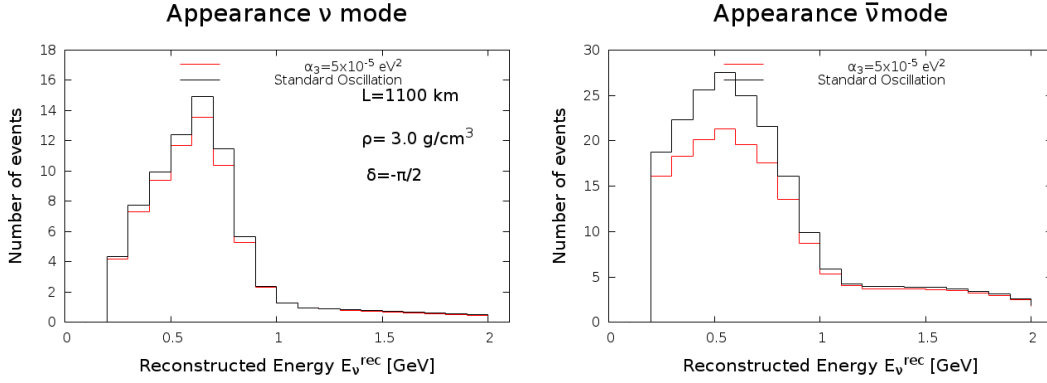 Appearance ν mode
18
16
14
12
10
8
6
4
2
0
Number of events
α₃=5x10⁻⁵ eV²
Standard Oscillation
L=1100 km
ρ= 3.0 g/cm³
δ=-π/2
0
0.5
1
1.5
2
Reconstructed Energy Eᵥʳᵉᶜ [GeV]
Appearance ν̅ mode
30
25
20
15
10
5
0
Number of events
α₃=5x10⁻⁵ eV²
Standard Oscillation
0
0.5
1
1.5
2
Reconstructed Energy Eᵥʳᵉᶜ [GeV]